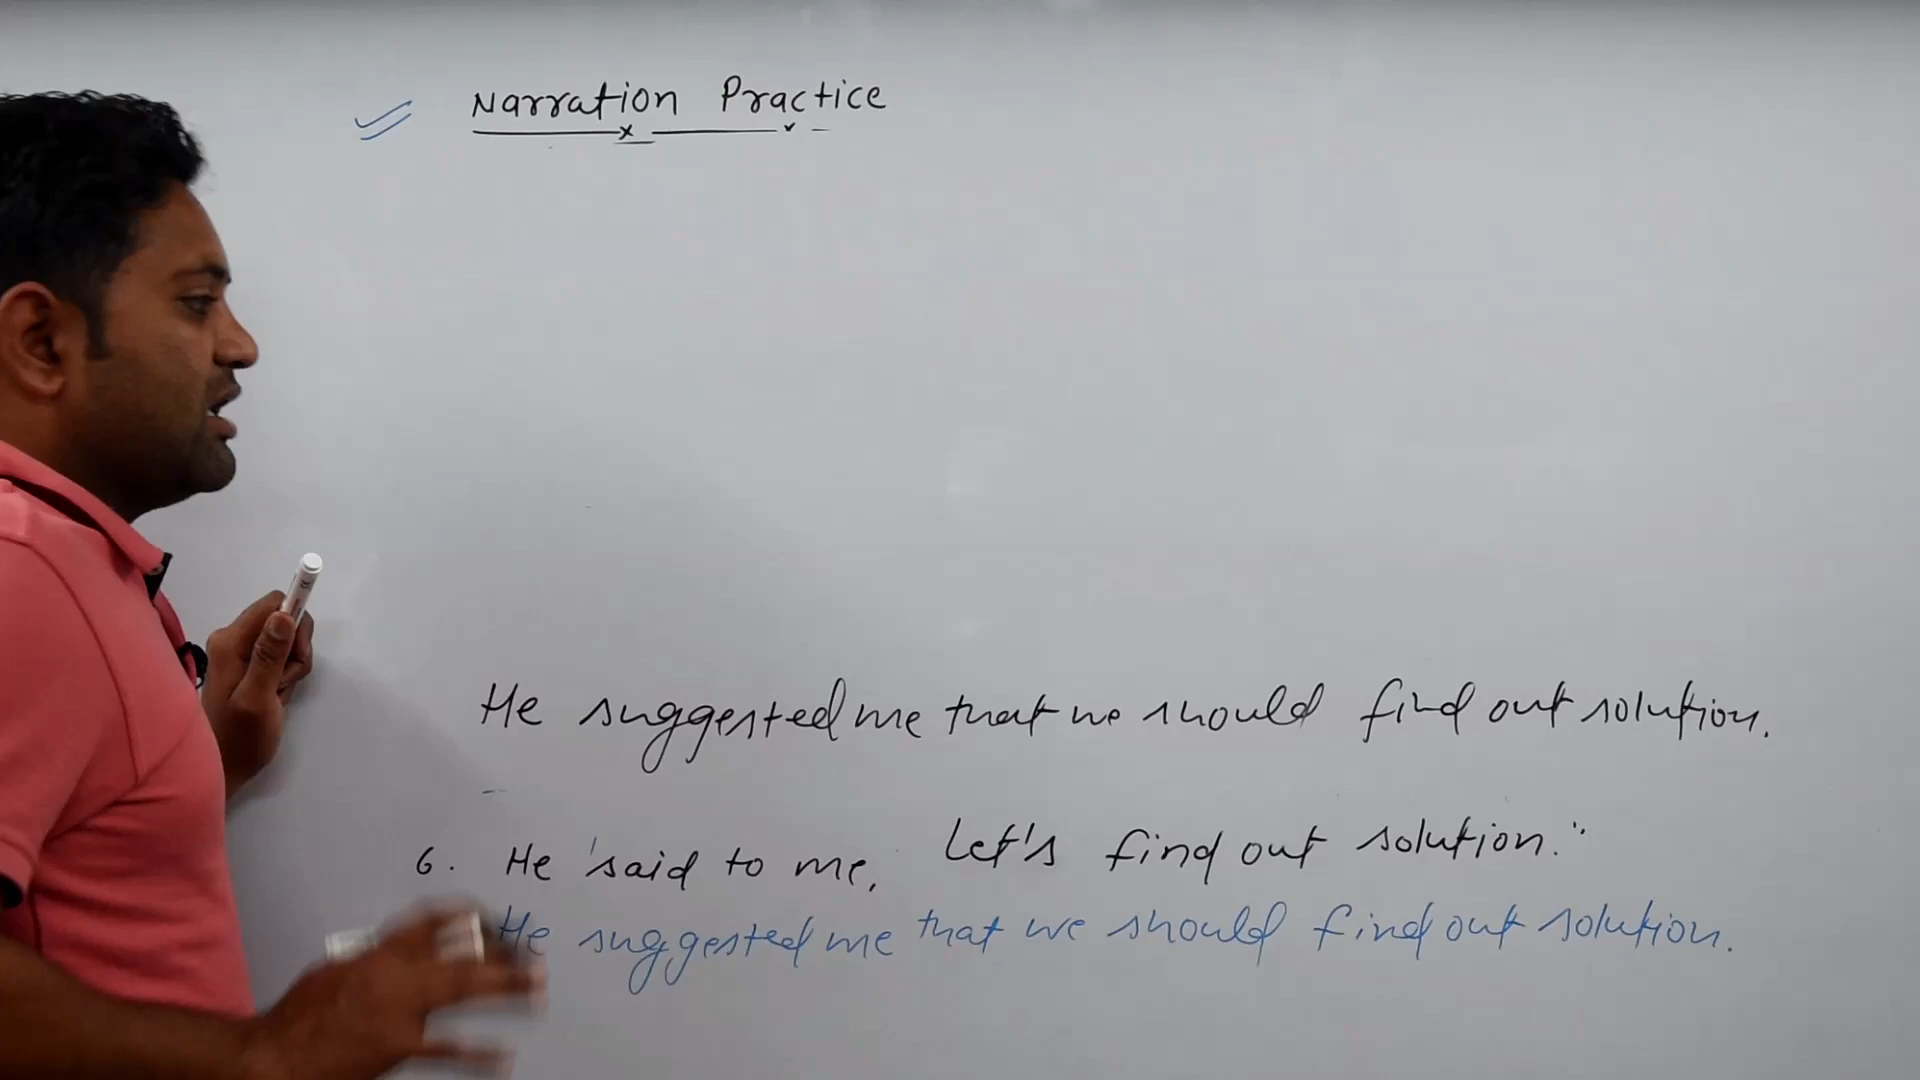 Narration Practice
He suggested me that we should find out solution.
6. He said to me, Let's find out solution."
He suggested me that we should find out solution.